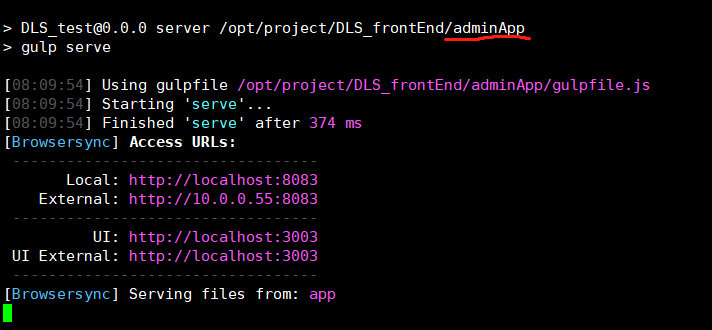 > DLS_test@0.0.0 server /opt/project/DLS_frontEnd/adminApp
> gulp serve
[08:09:54] Using gulpfile /opt/project/DLS_frontEnd/adminApp/gulpfile.js
[08:09:54] Starting 'serve'...
[08:09:54] Finished 'serve' after 374 ms
[Browsersync] Access URLs:
--------------------------------
Local: http://localhost:8083
External: http://10.0.0.55:8083
--------------------------------
UI: http://localhost:3003
UI External: http://localhost:3003
--------------------------------
[Browsersync] Serving files from: app